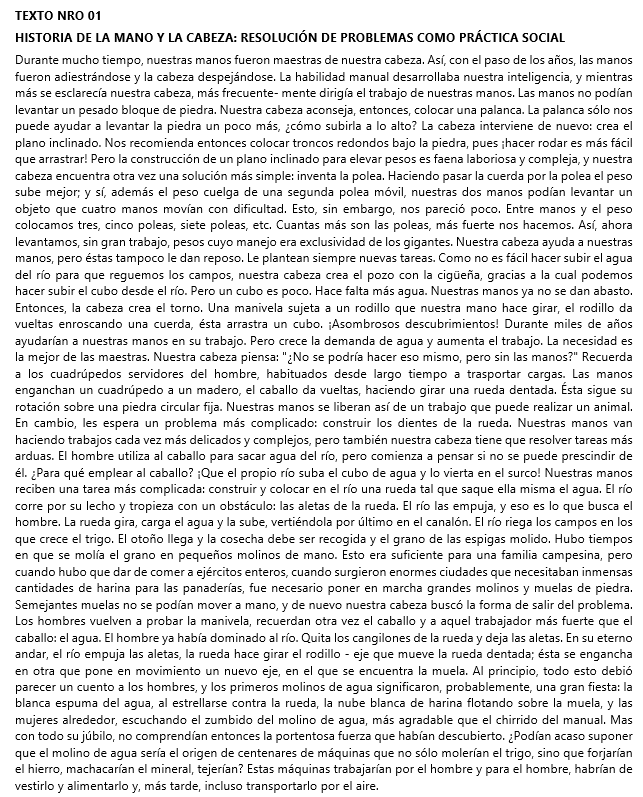 TEXTO NRO 01
HISTORIA DE LA MANO Y LA CABEZA: RESOLUCIÓN DE PROBLEMAS COMO PRÁCTICA SOCIAL
Durante mucho tiempo, nuestras manos fueron maestras de nuestra cabeza. Así, con el paso de los años, las manos
fueron adiestrándose y la cabeza despejándose. La habilidad manual desarrollaba nuestra inteligencia, y mientras
más se esclarecía nuestra cabeza, más frecuente- mente dirigía el trabajo de nuestras manos. Las manos no podían
levantar un pesado bloque de piedra. Nuestra cabeza aconseja, entonces, colocar una palanca. La palanca sólo nos
puede ayudar a levantar la piedra un poco más, ¿cómo subirla a lo alto? La cabeza interviene de nuevo: crea el
plano inclinado. Nos recomienda entonces colocar troncos redondos bajo la piedra, pues ¡hacer rodar es más fácil
que arrastrar! Pero la construcción de un plano inclinado para elevar pesos es faena laboriosa y compleja, y nuestra
cabeza encuentra otra vez una solución más simple: inventa la polea. Haciendo pasar la cuerda por la polea el peso
sube mejor; y sí, además el peso cuelga de una segunda polea móvil, nuestras dos manos podían levantar un
objeto que cuatro manos movían con dificultad. Esto, sin embargo, nos pareció poco. Entre manos y el peso
colocamos tres, cinco poleas, siete poleas, etc. Cuantas más son las poleas, más fuerte nos hacemos. Así, ahora
levantamos, sin gran trabajo, pesos cuyo manejo era exclusividad de los gigantes. Nuestra cabeza ayuda a nuestras
manos, pero éstas tampoco le dan reposo. Le plantean siempre nuevas tareas. Como no es fácil hacer subir el agua
del río para que reguemos los campos, nuestra cabeza crea el pozo con la cigüeña, gracias a la cual podemos
hacer subir el cubo desde el río. Pero un cubo es poco. Hace falta más agua. Nuestras manos ya no se dan abasto.
Entonces, la cabeza crea el torno. Una manivela sujeta a un rodillo que nuestra mano hace girar, el rodillo da
vueltas enroscando una cuerda, ésta arrastra un cubo. ¡Asombrosos descubrimientos! Durante miles de años
ayudarían a nuestras manos en su trabajo. Pero crece la demanda de agua y aumenta el trabajo. La necesidad es
la mejor de las maestras. Nuestra cabeza piensa: "¿No se podría hacer eso mismo, pero sin las manos?" Recuerda
a los cuadrúpedos servidores del hombre, habituados desde largo tiempo a trasportar cargas. Las manos
enganchan un cuadrúpedo a un madero, el caballo da vueltas, haciendo girar una rueda dentada. Ésta sigue su
rotación sobre una piedra circular fija. Nuestras manos se liberan así de un trabajo que puede realizar un animal.
En cambio, les espera un problema más complicado: construir los dientes de la rueda. Nuestras manos van
haciendo trabajos cada vez más delicados y complejos, pero también nuestra cabeza tiene que resolver tareas más
arduas. El hombre utiliza al caballo para sacar agua del río, pero comienza a pensar si no se puede prescindir de
él. ¿Para qué emplear al caballo? ¡Que el propio río suba el cubo de agua y lo vierta en el surco! Nuestras manos
reciben una tarea más complicada: construir y colocar en el río una rueda tal que saque ella misma el agua. El río
corre por su lecho y tropieza con un obstáculo: las aletas de la rueda. El río las empuja, y eso es lo que busca el
hombre. La rueda gira, carga el agua y la sube, vertiéndola por último en el canalón. El río riega los campos en los
que crece el trigo. El otoño llega y la cosecha debe ser recogida y el grano de las espigas molido. Hubo tiempos
en que se molía el grano en pequeños molinos de mano. Esto era suficiente para una familia campesina, pero
cuando hubo que dar de comer a ejércitos enteros, cuando surgieron enormes ciudades que necesitaban inmensas
cantidades de harina para las panaderías, fue necesario poner en marcha grandes molinos y muelas de piedra.
Semejantes muelas no se podían mover a mano, y de nuevo nuestra cabeza buscó la forma de salir del problema.
Los hombres vuelven a probar la manivela, recuerdan otra vez el caballo y a aquel trabajador más fuerte que el
caballo: el agua. El hombre ya había dominado al río. Quita los cangilones de la rueda y deja las aletas. En su eterno
andar, el río empuja las aletas, la rueda hace girar el rodillo - eje que mueve la rueda dentada; ésta se engancha
en otra que pone en movimiento un nuevo eje, en el que se encuentra la muela. Al principio, todo esto debió
parecer un cuento a los hombres, y los primeros molinos de agua significaron, probablemente, una gran fiesta: la
blanca espuma del agua, al estrellarse contra la rueda, la nube blanca de harina flotando sobre la muela, y las
mujeres alrededor, escuchando el zumbido del molino de agua, más agradable que el chirrido del manual. Mas
con todo su júbilo, no comprendían entonces la portentosa fuerza que habían descubierto. ¿Podían acaso suponer
que el molino de agua sería el origen de centenares de máquinas que no sólo molerían el trigo, sino que forjarían
el hierro, machacarían el mineral, tejerían? Estas máquinas trabajarían por el hombre y para el hombre, habrían de
vestirlo y alimentarlo y, más tarde, incluso transportarlo por el aire.